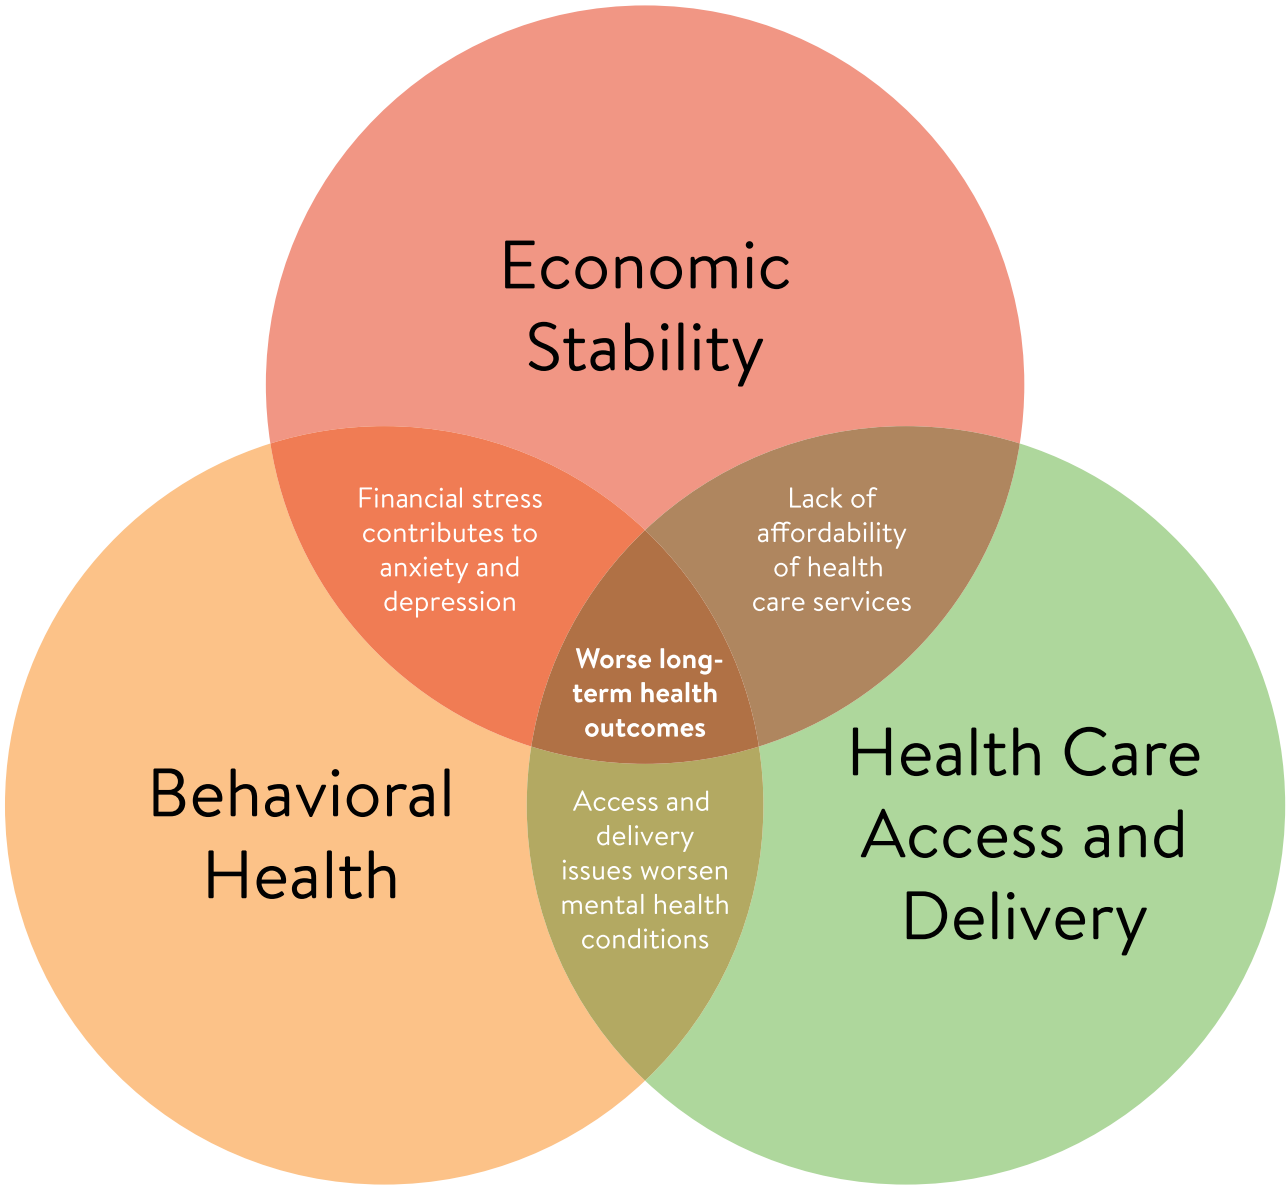 Economic
Stability
Financial stress
contributes to
anxiety and
depression
Lack of
affordability
of health
care services
Worse long-
term health
outcomes
Behavioral
Health
Access and
delivery
issues worsen
mental health
conditions
Health Care
Access and
Delivery